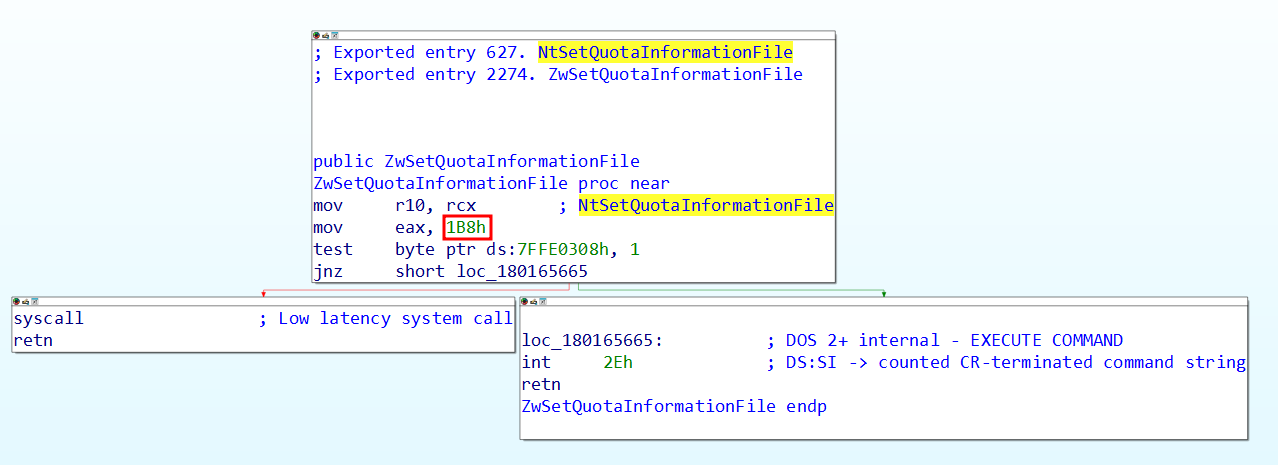 ; Exported entry 627. NtSetQuotaInformationFile
; Exported entry 2274. ZwSetQuotaInformationFile
public ZwSetQuotaInformationFile
ZwSetQuotaInformationFile proc near
mov     r10, rcx        ; NtSetQuotaInformationFile
mov     eax, 1B8h
test    byte ptr ds:7FFE0308h, 1
jnz     short loc_180165665
syscall                 ; Low latency system call
retn
loc_180165665:          ; DOS 2+ internal - EXECUTE COMMAND
int     2Eh             ; DS:SI -> counted CR-terminated command string
retn
ZwSetQuotaInformationFile endp